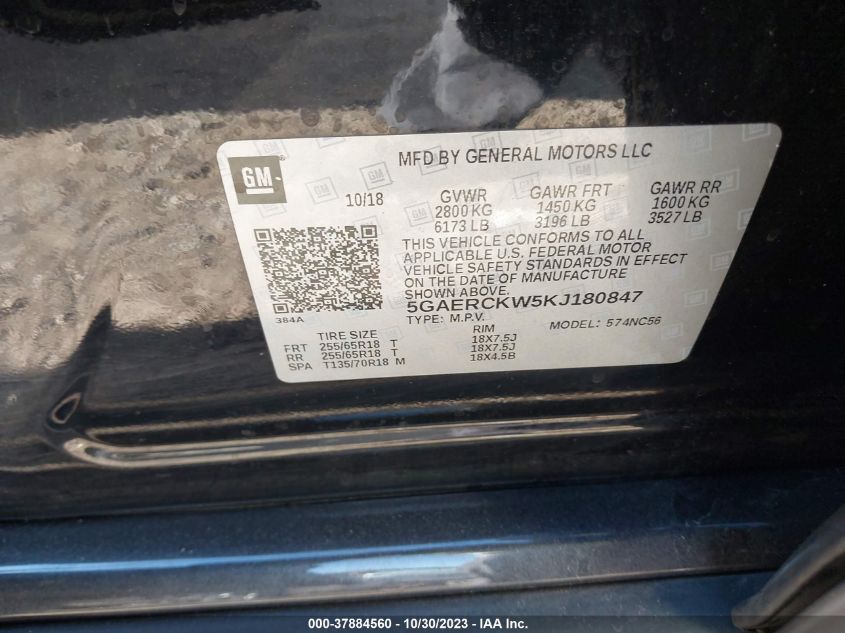 GM
MFD BY GENERAL MOTORS LLC
10/18
GVWR
2800 KG
6173 LB
GAWR FRT
1450 KG
3196 LB
GAWR RR
1600 KG
3527 LB
THIS VEHICLE CONFORMS TO ALL
APPLICABLE U.S. FEDERAL MOTOR
VEHICLE SAFETY STANDARDS IN EFFECT
ON THE DATE OF MANUFACTURE
SHOWN ABOVE.
384A
5GAERCKW5KJ180847
TYPE: M.P.V.
MODEL: 574NC56
TIRE SIZE RIM
FRT 255/65R18 T 18X7.5J
RR 255/65R18 T 18X7.5J
SPA T135/70R18 M 18X4.5B
000-37884560 - 10/30/2023 - IAA Inc.